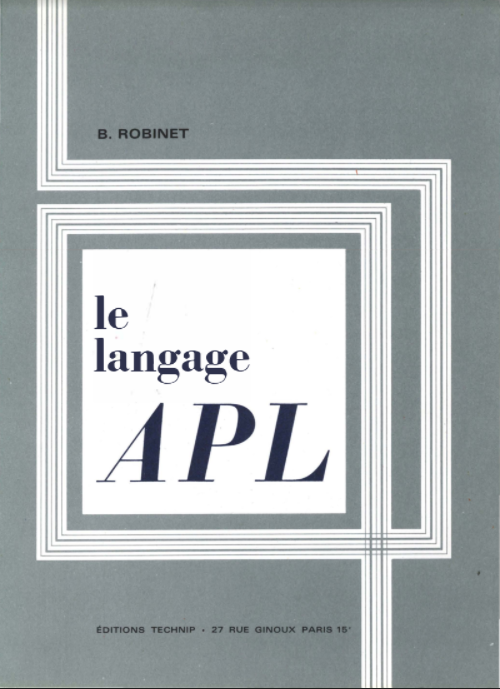 B. ROBINET
le
langage
APL
ÉDITIONS TECHNIP • 27 RUE GINOUX PARIS 15ᵉ